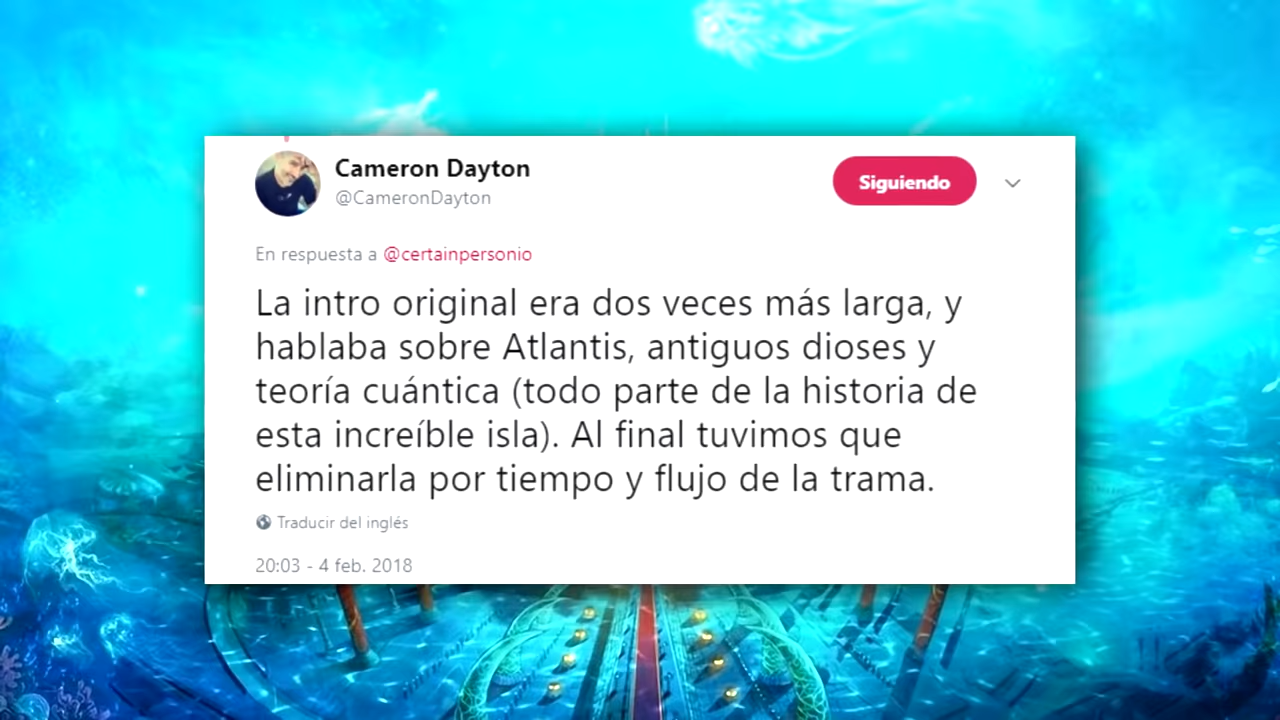 Cameron Dayton
@CameronDayton
Siguiendo
En respuesta a @certainpersonio
La intro original era dos veces más larga, y
hablaba sobre Atlantis, antiguos dioses y
teoría cuántica (todo parte de la historia de
esta increíble isla). Al final tuvimos que
eliminarla por tiempo y flujo de la trama.
Traducir del inglés
20:03 - 4 feb. 2018